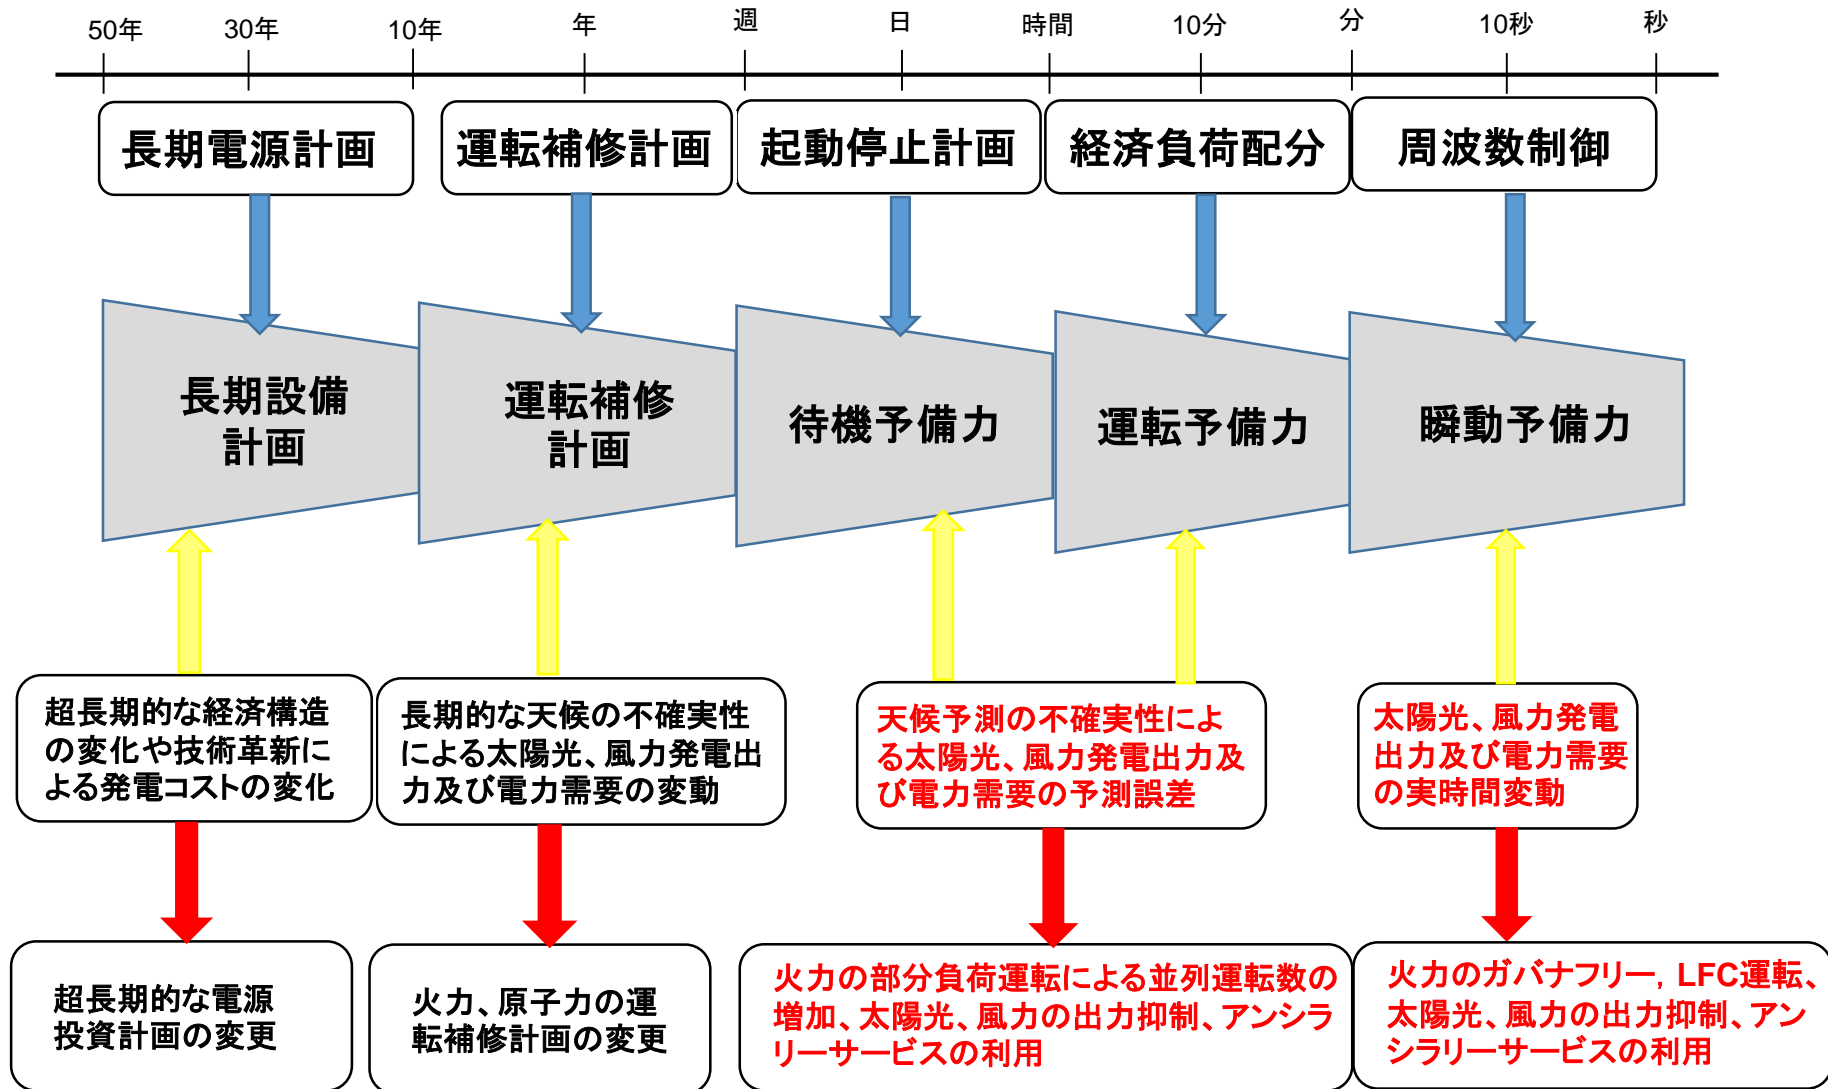 50年
30年
10年
年
週
日
時間
10分
分
10秒
秒
長期電源計画
運転補修計画
起動停止計画
経済負荷配分
周波数制御
長期設備
計画
運転補修
計画
待機予備力
運転予備力
瞬動予備力
超長期的な経済構造
の変化や技術革新に
よる発電コストの変化
長期的な天候の不確実性
による太陽光、風力発電出
力及び電力需要の変動
天候予測の不確実性によ
る太陽光、風力発電出力及
び電力需要の予測誤差
太陽光、風力発電
出力及び電力需要
の実時間変動
超長期的な電源
投資計画の変更
火力、原子力の運
転補修計画の変更
火力の部分負荷運転による並列運転数の
増加、太陽光、風力の出力抑制、アンシラ
リーサービスの利用
火力のガバナフリー，LFC運転、
太陽光、風力の出力抑制、アン
シラリーサービスの利用